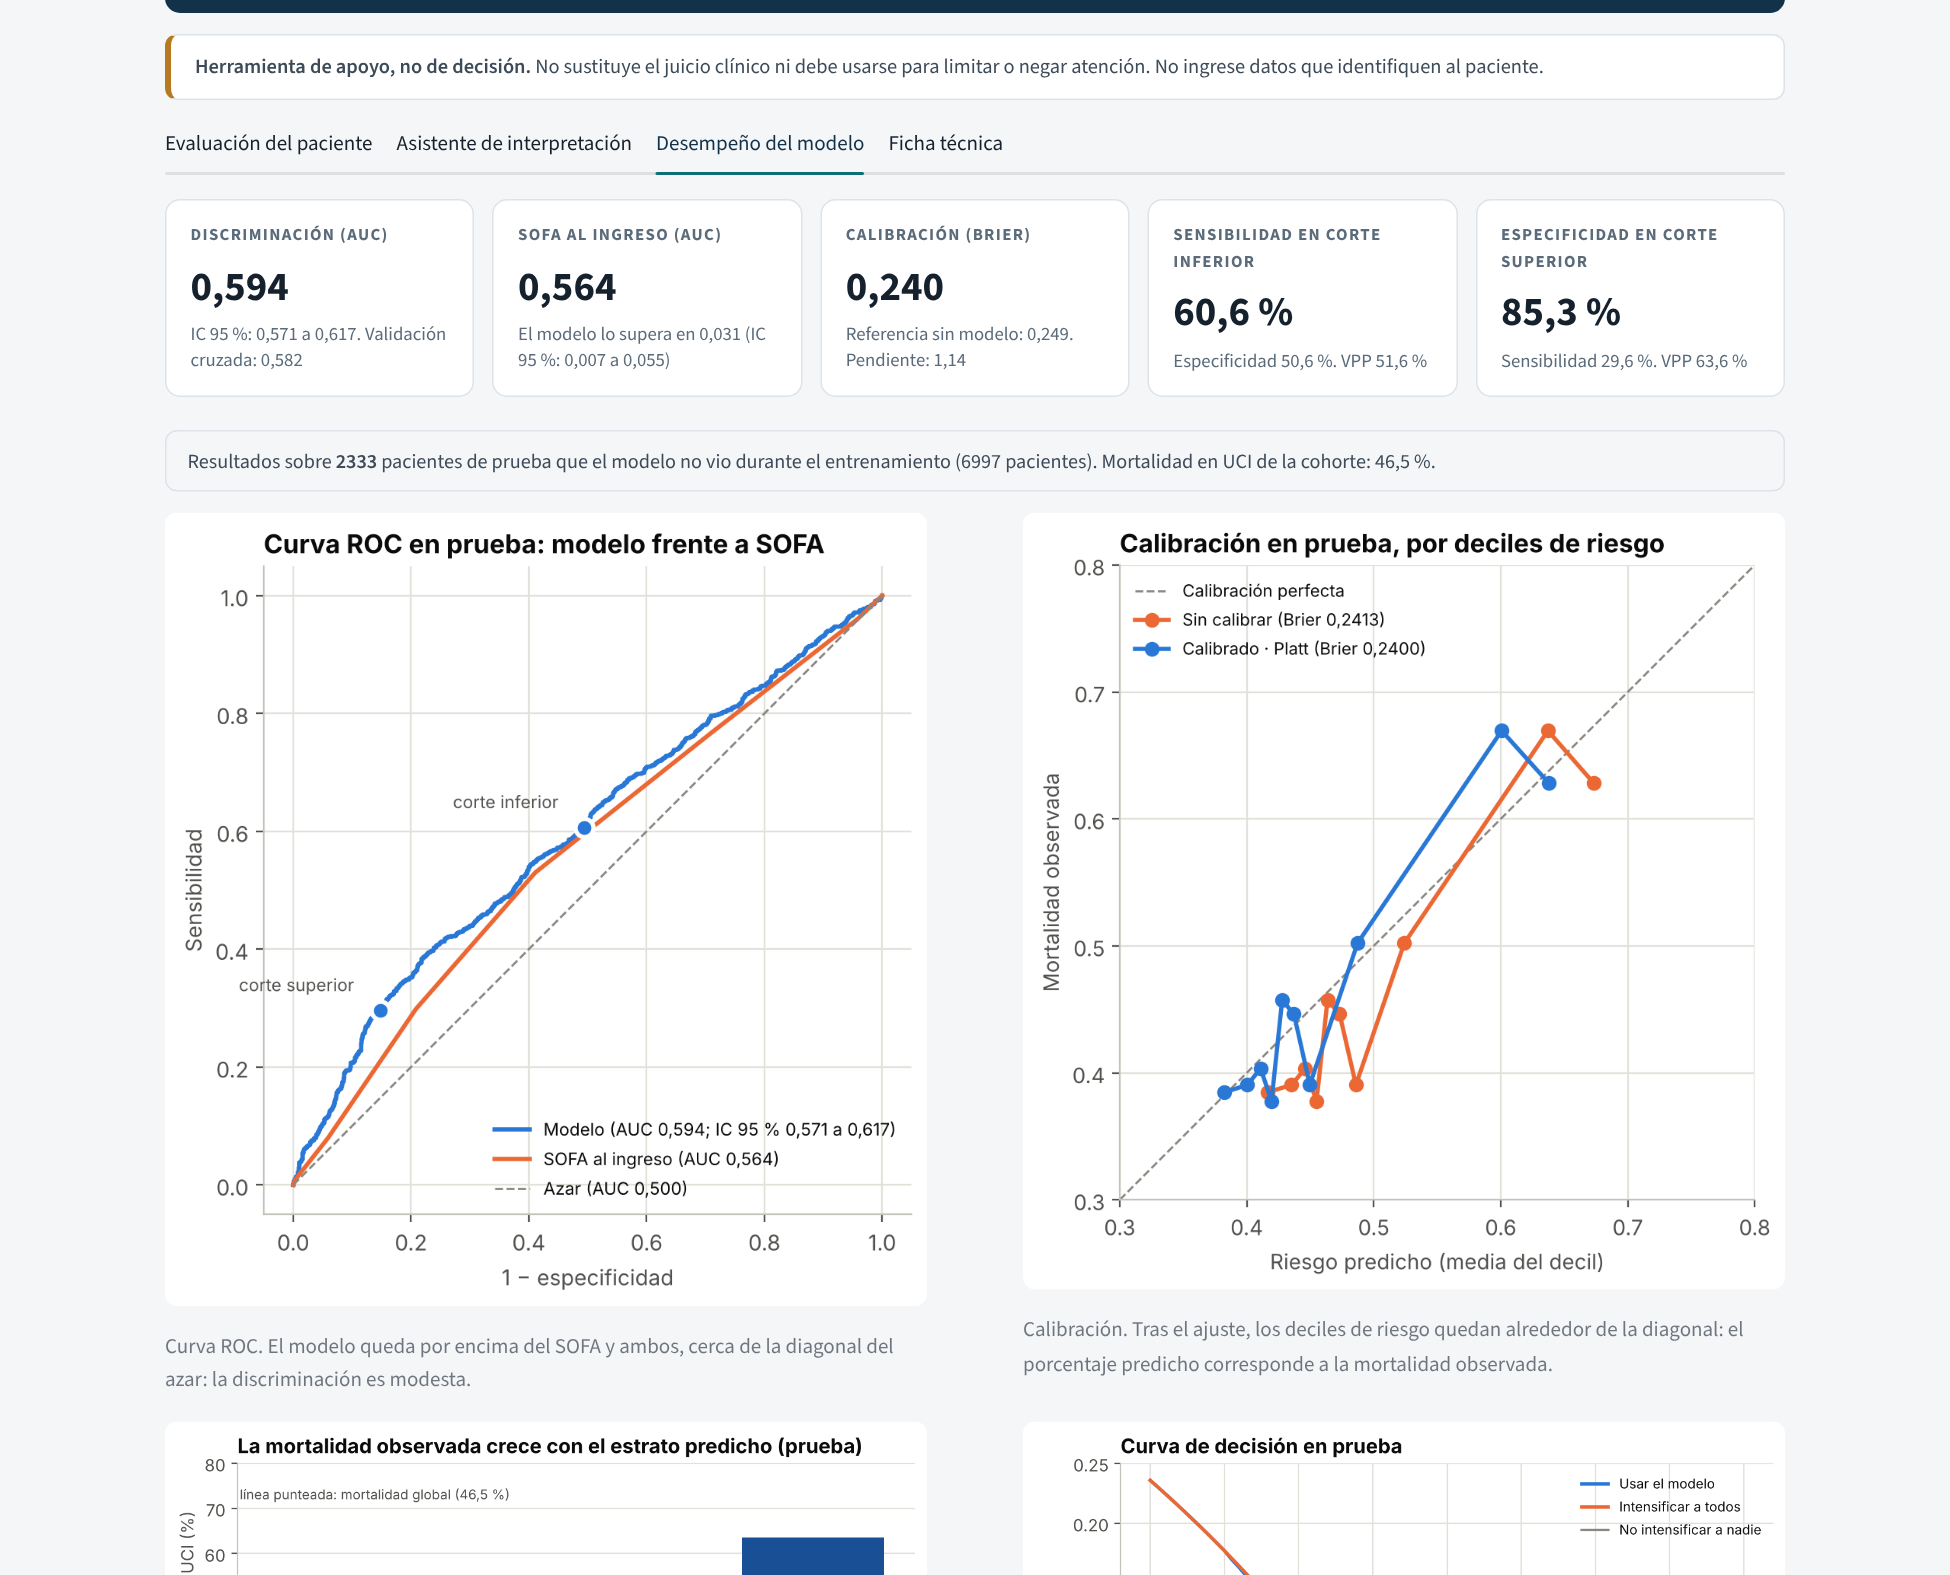 Herramienta de apoyo, no de decisión. No sustituye el juicio clínico ni debe usarse para limitar o negar atención. No ingrese datos que identifiquen al paciente.
Evaluación del paciente
Asistente de interpretación
Desempeño del modelo
Ficha técnica
DISCRIMINACIÓN (AUC)
0,594
IC 95 %: 0,571 a 0,617. Validación
cruzada: 0,582
SOFA AL INGRESO (AUC)
0,564
El modelo lo supera en 0,031 (IC
95 %: 0,007 a 0,055)
CALIBRACIÓN (BRIER)
0,240
Referencia sin modelo: 0,249.
Pendiente: 1,14
SENSIBILIDAD EN CORTE
INFERIOR
60,6 %
Especificidad 50,6 %. VPP 51,6 %
ESPECIFICIDAD EN CORTE
SUPERIOR
85,3 %
Sensibilidad 29,6 %. VPP 63,6 %
Resultados sobre 2333 pacientes de prueba que el modelo no vio durante el entrenamiento (6997 pacientes). Mortalidad en UCI de la cohorte: 46,5 %.
Curva ROC en prueba: modelo frente a SOFA
1.0
0.8
0.6
0.4
0.2
0.0
Sensibilidad
corte inferior
corte superior
Modelo (AUC 0,594; IC 95 % 0,571 a 0,617)
SOFA al ingreso (AUC 0,564)
Azar (AUC 0,500)
0.0 0.2 0.4 0.6 0.8 1.0
1 − especificidad
Curva ROC. El modelo queda por encima del SOFA y ambos, cerca de la diagonal del
azar: la discriminación es modesta.
Calibración en prueba, por deciles de riesgo
Calibración perfecta
Sin calibrar (Brier 0,2413)
Calibrado · Platt (Brier 0,2400)
0.8
0.7
0.6
0.5
0.4
0.3
Mortalidad observada
0.3 0.4 0.5 0.6 0.7 0.8
Riesgo predicho (media del decil)
Calibración. Tras el ajuste, los deciles de riesgo quedan alrededor de la diagonal: el
porcentaje predicho corresponde a la mortalidad observada.
La mortalidad observada crece con el estrato predicho (prueba)
80
línea punteada: mortalidad global (46,5 %)
70
60
UCI (%)
Curva de decisión en prueba
0.25
0.20
Usar el modelo
Intensificar a todos
No intensificar a nadie